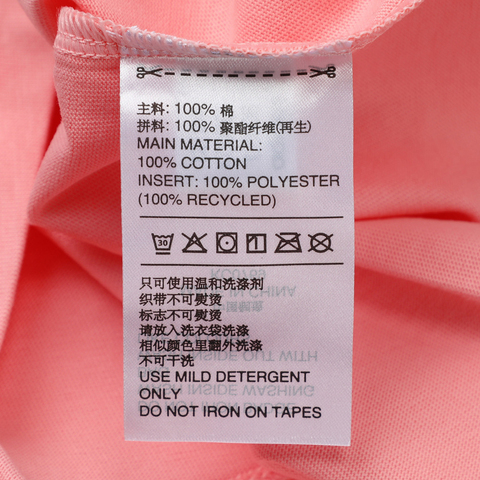 主料: 100% 棉
拼料: 100% 聚酯纤维(再生)
MAIN MATERIAL:
100% COTTON
INSERT: 100% POLYESTER
(100% RECYCLED)
30
只可使用温和洗涤剂
织带不可熨烫
标志不可熨烫
请放入洗衣袋洗涤
相似颜色里翻外洗涤
不可干洗
USE MILD DETERGENT
ONLY
DO NOT IRON ON TAPES